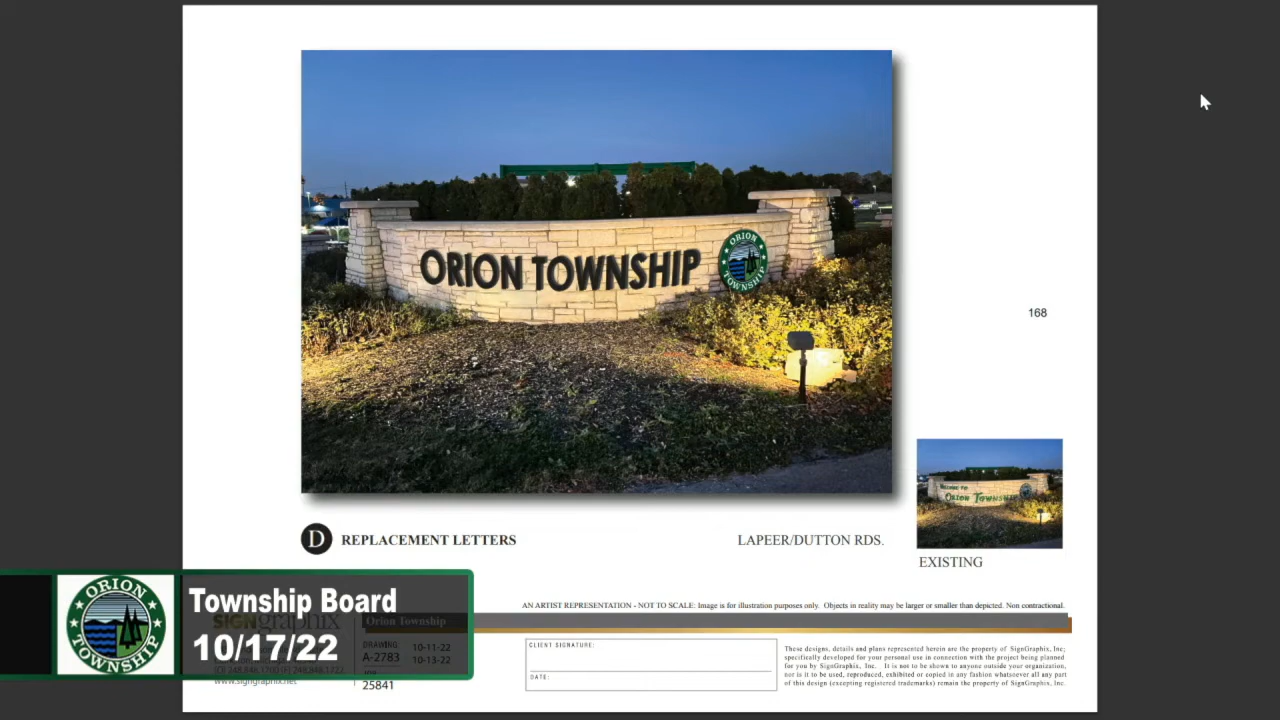 ORION TOWNSHIP
ORION
TOWNSHIP
168
ORION TOWNSHIP
D REPLACEMENT LETTERS
LAPEER/DUTTON RDS.
EXISTING
AN ARTIST REPRESENTATION - NOT TO SCALE: Image is for illustration purposes only. Objects in reality may be larger or smaller than depicted. Non contractional.
ORION
TOWNSHIP
Township Board
10/17/22
SIGNgraphix
Orion Township
DRAWING:
A-2783
10-11-22
10-13-22
25841
www.signgraphix.net
CLIENT SIGNATURE:
DATE:
These designs, details and plans represented herein are the property of SignGraphix, Inc;
specifically developed for your personal use in connection with the project being planned
for you by SignGraphix, Inc. It is not to be shown to anyone outside your organization,
nor is it to be used, reproduced, exhibited or copied in any fashion whatsoever all any part
of this design (excepting registered trademarks) remain the property of SignGraphix, Inc.